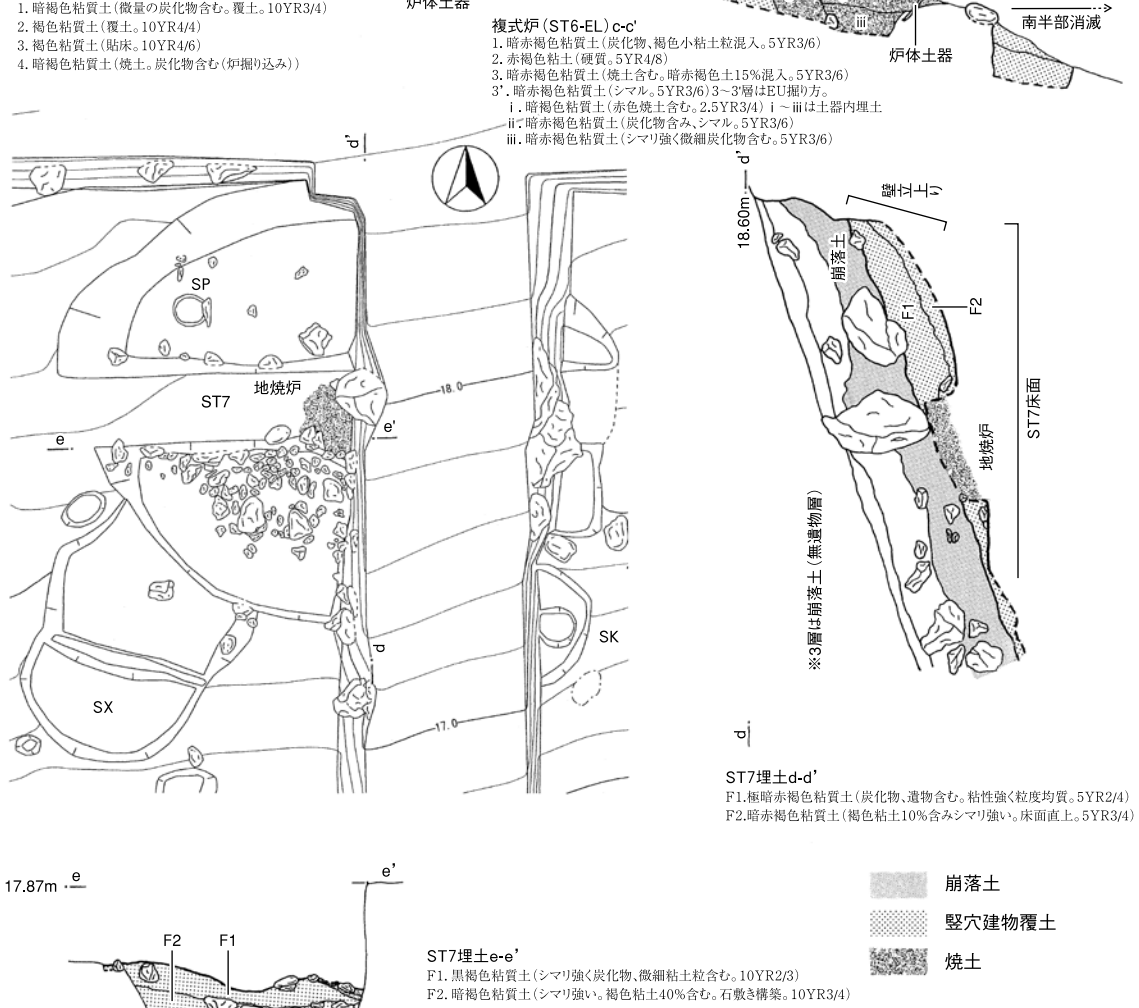 1. 暗褐色粘質土(微量の炭化物含む。覆土。10YR3/4)
2. 褐色粘質土(覆土。10YR4/4)
3. 褐色粘質土(貼床。10YR4/6)
4. 暗褐色粘質土(焼土。炭化物含む(炉掘り込み))
炉体土器
複式炉(ST6-EL)c-c'
1. 暗赤褐色粘質土(炭化物、褐色小粘土粒混入。5YR3/6)
2. 赤褐粘土(硬質。5YR4/8)
3. 暗赤褐色粘質土(焼土含む。暗赤褐色土15%混入。5YR3/6)
3'. 暗赤褐色粘質土(シマル。5YR3/6)3~3'層はEU掘り方。
i. 暗褐色粘質土(赤色焼土含む。2.5YR3/4)i~iiiは土器内埋土
ii. 暗赤褐色粘質土(炭化物含み、シマル。5YR3/6)
iii. 暗赤褐色粘質土(シマリ強く微細炭化物含む。5YR3/6)
iii'
炉体土器
南半部消滅
d'
SP
地焼炉
ST7
18.0
e
e'
d
SX
SK
17.0
d'
18.60m
壁立上り
崩落土
F1
F2
ST7床面
地焼炉
※3層は崩落土(無遺物層)
d
ST7埋土d-d'
F1. 極暗赤褐色粘質土(炭化物、遺物含む。粘性強く粒度均質。5YR2/4)
F2. 暗赤褐色粘質土(褐色粘土10%含みシマリ強い。床面直上。5YR3/4)
17.87m
e
e'
F2
F1
ST7埋土e-e'
F1. 黒褐色粘質土(シマリ強く炭化物、微細粘土粒含む。10YR2/3)
F2. 暗褐色粘質土(シマリ強い。褐色粘土40%含む。石敷き構築。10YR3/4)
崩落土
竪穴建物覆土
焼土